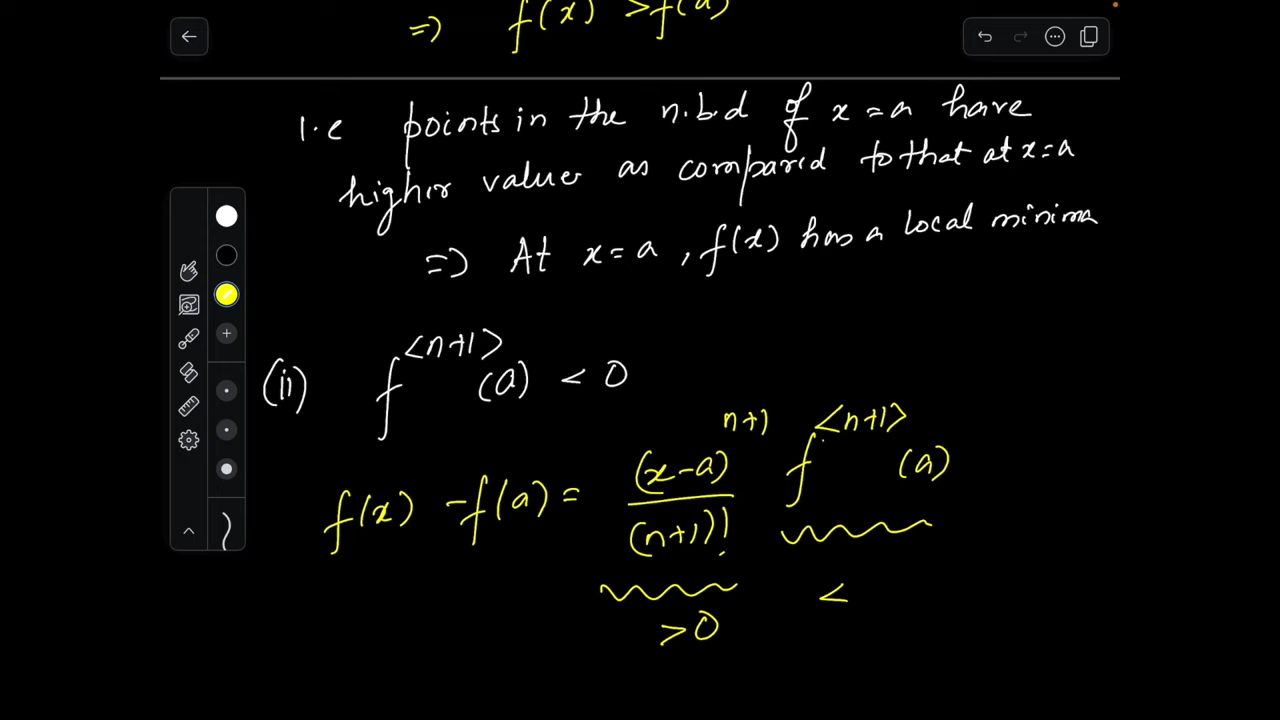 => f(x) > f(a)
i.e points in the n.b.d of x = a have
higher values as compared to that at x = a
=> At x = a , f(x) has a local minima
(ii) f^<n+1> (a) < 0
f(x) - f(a) = (x-a)^n+1 / (n+1)! f^<n+1> (a)
> 0 <